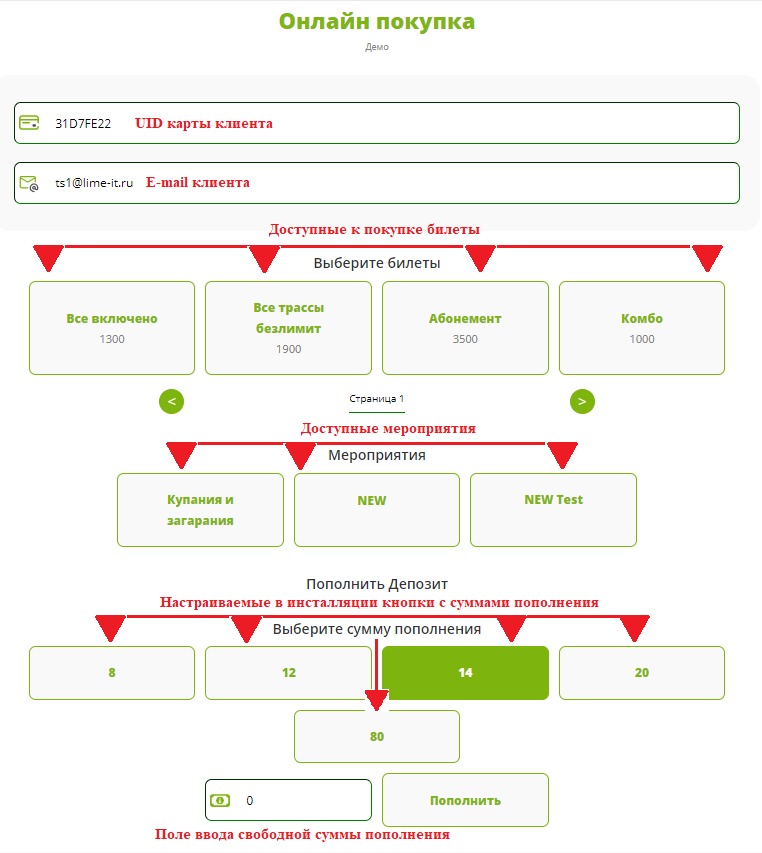 Онлайн покупка
Демо
31D7FE22 UID карты клиента
ts1@lime-it.ru E-mail клиента
Доступные к покупке билеты
Выберите билеты
Все включено
1300
Все трассы
безлимит
1900
Абонемент
3500
Комбо
1000
< Страница 1 >
Доступные мероприятия
Мероприятия
Купания и
загарания
NEW
NEW Test
Пополнить Депозит
Настраиваемые в инсталляции кнопки с суммами пополнения
Выберите сумму пополнения
8 12 14 20
80
0 Пополнить
Поле ввода свободной суммы пополнения